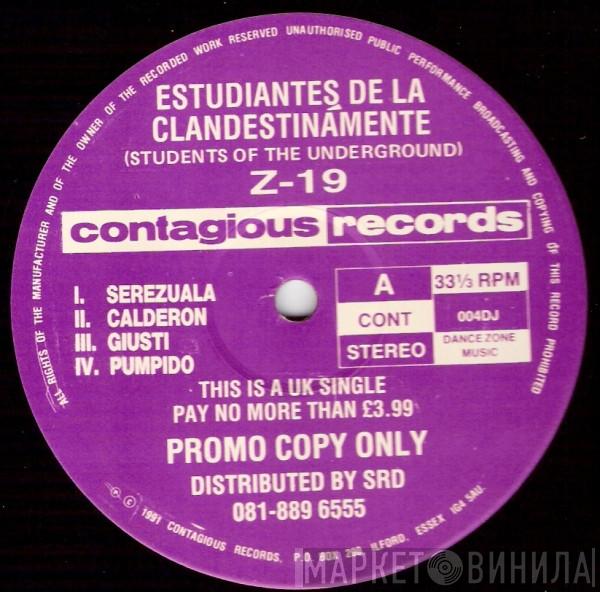 ALL RIGHTS OF THE MANUFACTURER AND OF THE OWNER OF THE RECORDED WORK RESERVED UNAUTHORISED PUBLIC PERFORMANCE BROADCASTING AND COPYING OF THIS RECORD PROHIBITED
ESTUDIANTES DE LA
CLANDESTINÁMENTE
(STUDENTS OF THE UNDERGROUND)
Z-19
contagious records
I. SEREZUALA
II. CALDERON
III. GIUSTI
IV. PUMPIDO
A
33⅓ RPM
CONT
004DJ
STEREO
DANCE ZONE
MUSIC
THIS IS A UK SINGLE
PAY NO MORE THAN £3.99
PROMO COPY ONLY
DISTRIBUTED BY SRD
081-889 6555
Ⓟ © 1991 CONTAGIOUS RECORDS, P.O. BOX ILFORD, ESSEX IG4 5AU.
МАРКЕТ ВИНИЛА